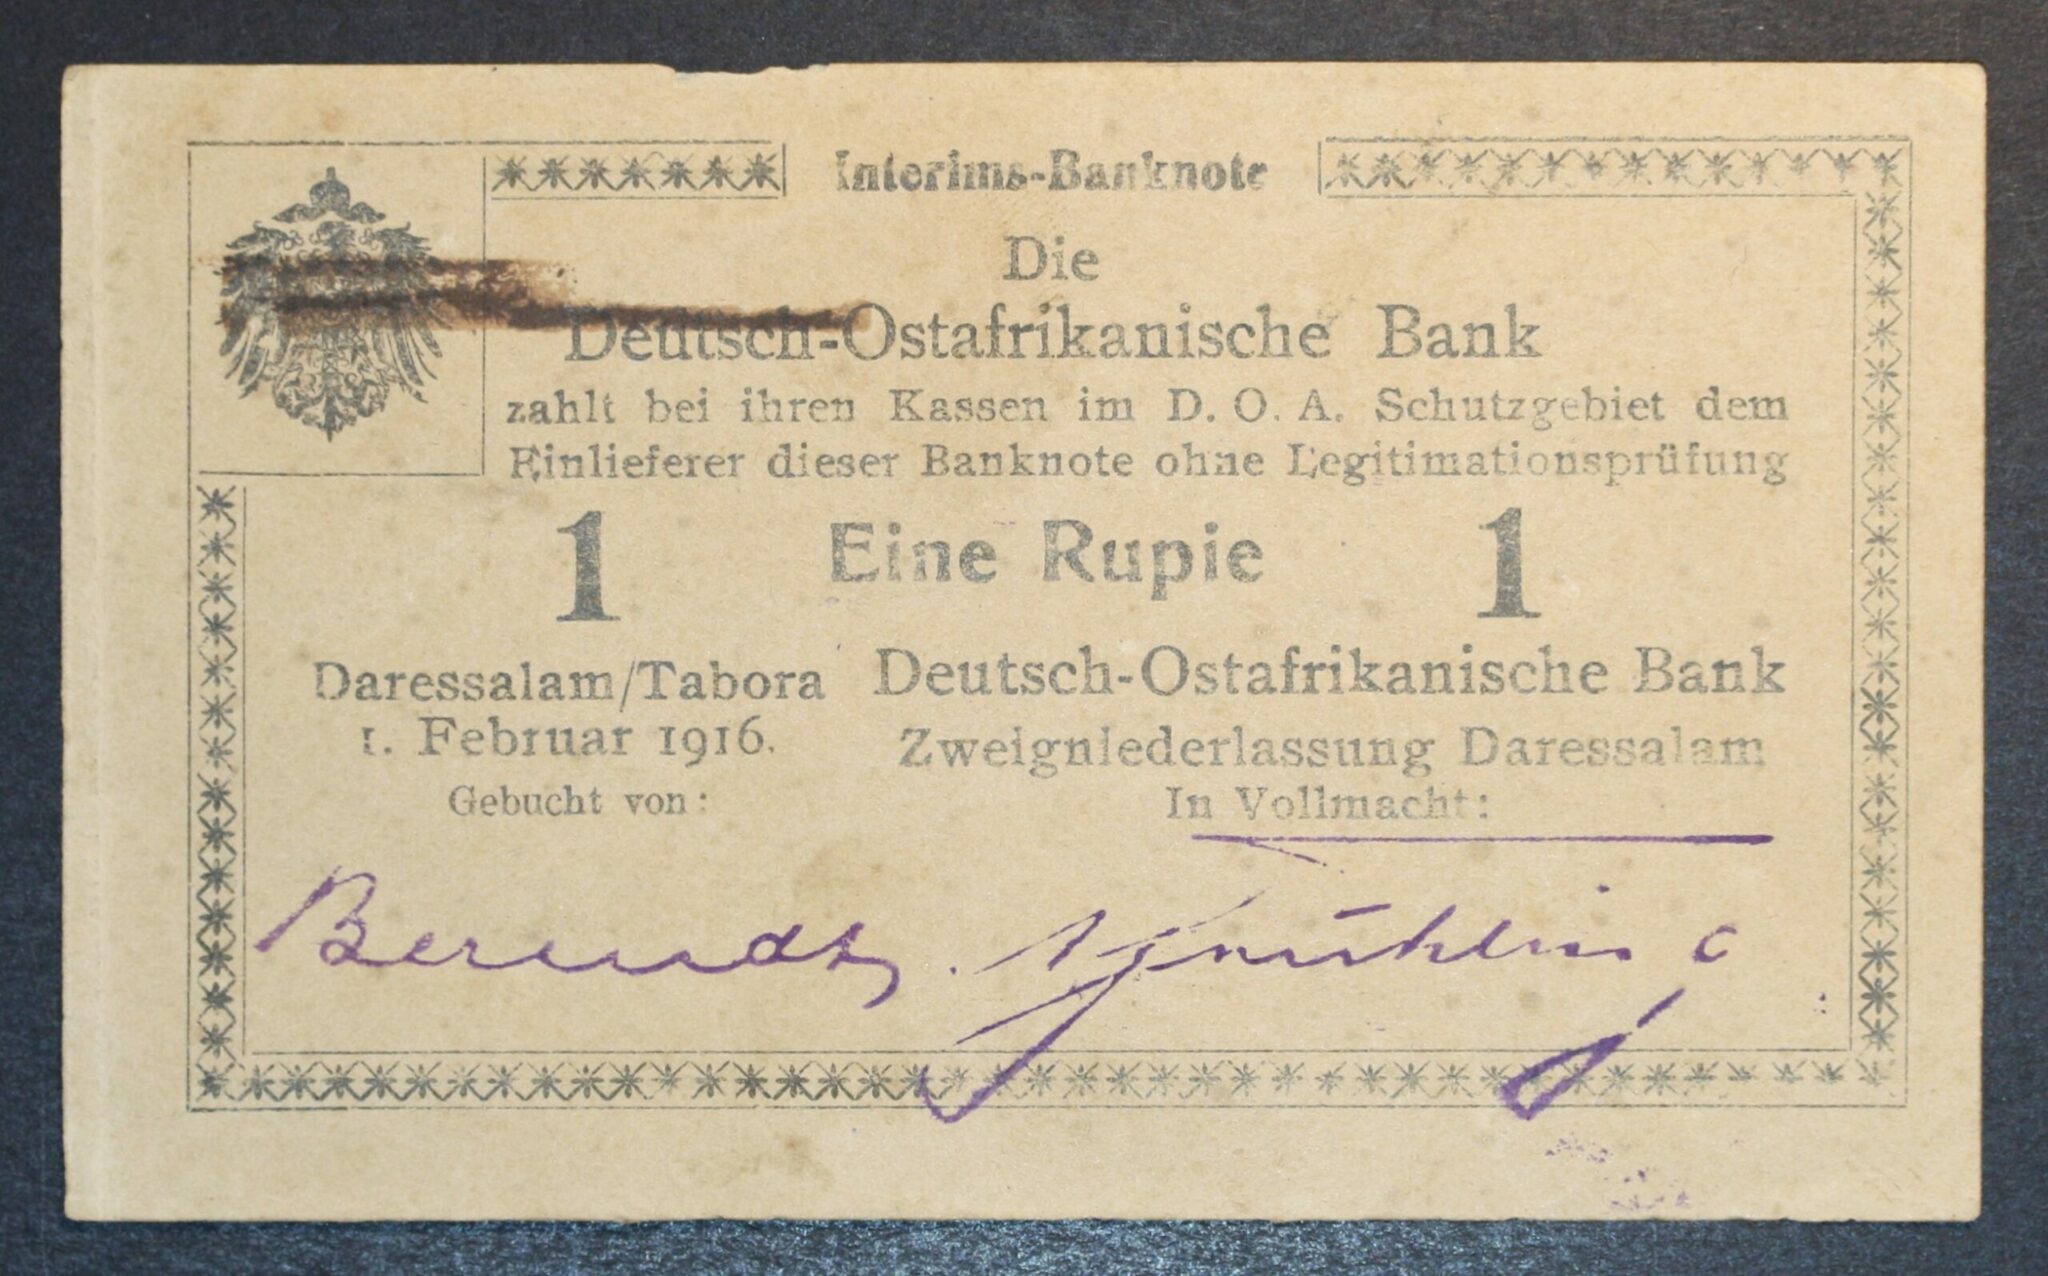 Interims-Banknote
Die
Deutsch-Ostafrikanische Bank
zahlt bei ihren Kassen im D. O. A. Schutzgebiet dem
Einlieferer dieser Banknote ohne Legitimationsprüfung
1 Eine Rupie 1
Daressalam/Tabora
1. Februar 1916.
Gebucht von:
Deutsch-Ostafrikanische Bank
Zweigniederlassung Daressalam
In Vollmacht:
Berendt